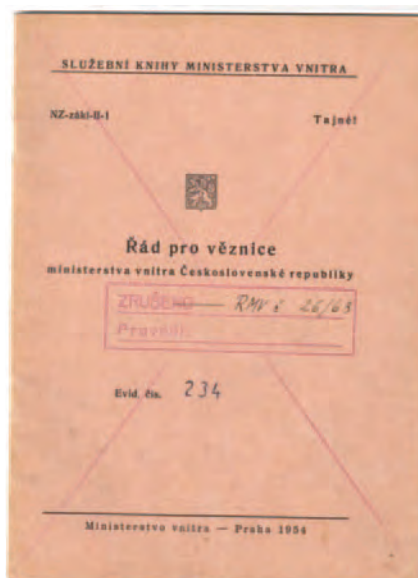 SLUŽEBNÍ KNIHY MINISTERSTVA VNITRA
NZ-zákl-II-1 Tajné!
Řád pro věznice
ministerstva vnitra Československé republiky
ZRUŠENO RMV č 26/63
Provedl:
Evid. čís. 234
Ministerstvo vnitra — Praha 1954